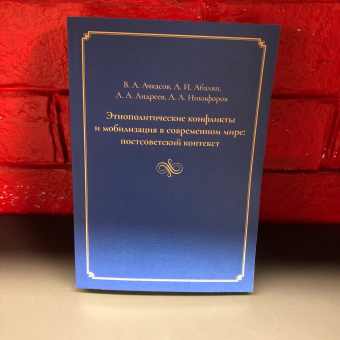 В. А. Ачкасов, А. И. Абалян,
А. А. Андреев, А. А. Никифоров
Этнополитические конфликты
и мобилизация в современном мире:
постсоветский контекст